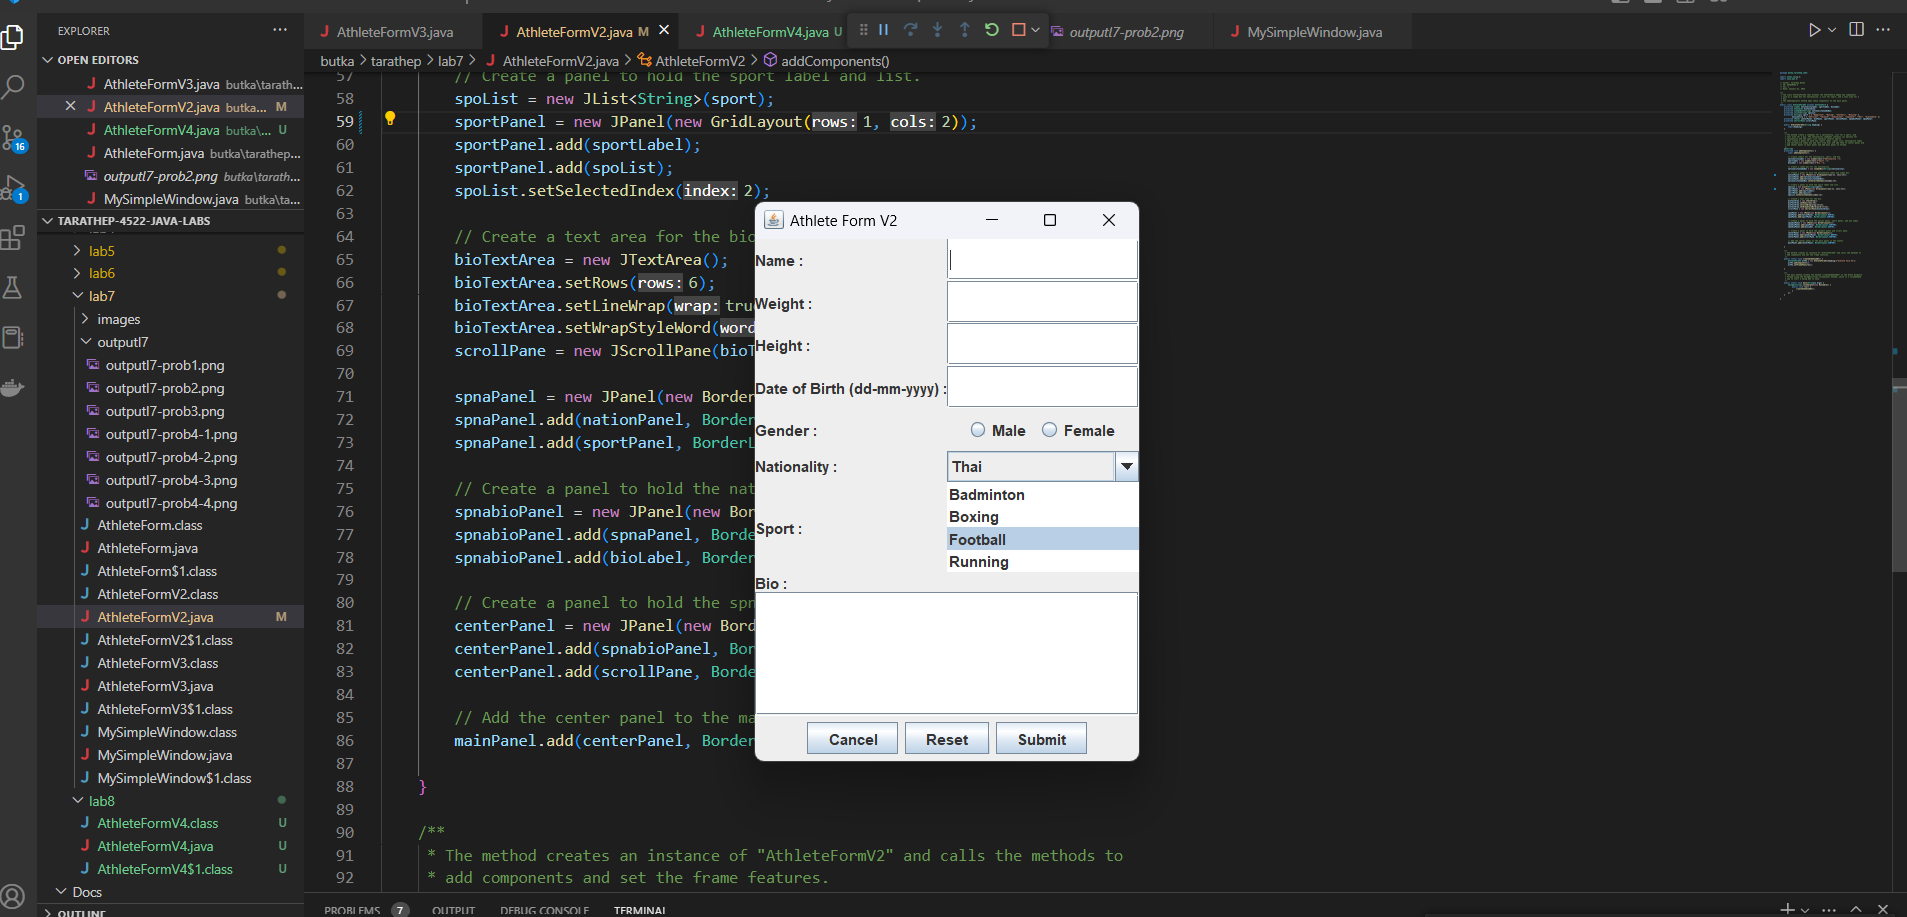 EXPLORER
OPEN EDITORS
AthleteFormV3.java butka\tarath...
AthleteFormV2.java butka... M
AthleteFormV4.java butka\... U
AthleteForm.java butka\tarathep...
outputl7-prob2.png butka\tarath...
MySimpleWindow.java butka\ta...
TARATHEP-4522-JAVA-LABS
lab5
lab6
lab7
images
outputl7
outputl7-prob1.png
outputl7-prob2.png
outputl7-prob3.png
outputl7-prob4-1.png
outputl7-prob4-2.png
outputl7-prob4-3.png
outputl7-prob4-4.png
AthleteForm.class
AthleteForm.java
AthleteForm$1.class
AthleteFormV2.class
AthleteFormV2.java M
AthleteFormV2$1.class
AthleteFormV3.class
AthleteFormV3.java
AthleteFormV3$1.class
MySimpleWindow.class
MySimpleWindow.java
MySimpleWindow$1.class
lab8
AthleteFormV4.class U
AthleteFormV4.java U
AthleteFormV4$1.class U
Docs
OUTLINE
16
1
AthleteFormV3.java
AthleteFormV2.java M
AthleteFormV4.java U
outputl7-prob2.png
MySimpleWindow.java
butka > tarathep > lab7 > AthleteFormV2.java > AthleteFormV2 > addComponents()
57 // Create a panel to hold the sport label and list.
58 spoList = new JList<String>(sport);
59 sportPanel = new JPanel(new GridLayout(rows: 1, cols: 2));
60 sportPanel.add(sportLabel);
61 sportPanel.add(spoList);
62 spoList.setSelectedIndex(index: 2);
63
64 // Create a text area for the bio
65 bioTextArea = new JTextArea();
66 bioTextArea.setRows(rows: 6);
67 bioTextArea.setLineWrap(wrap: tru
68 bioTextArea.setWrapStyleWord(word
69 scrollPane = new JScrollPane(bioT
70
71 spnaPanel = new JPanel(new Border
72 spnaPanel.add(nationPanel, Border
73 spnaPanel.add(sportPanel, BorderL
74
75 // Create a panel to hold the nat
76 spnabioPanel = new JPanel(new Bor
77 spnabioPanel.add(spnaPanel, Borde
78 spnabioPanel.add(bioLabel, Border
79
80 // Create a panel to hold the spn
81 centerPanel = new JPanel(new Bord
82 centerPanel.add(spnabioPanel, Bor
83 centerPanel.add(scrollPane, Borde
84
85 // Add the center panel to the ma
86 mainPanel.add(centerPanel, Border
87
88 }
89
90 /**
91 * The method creates an instance of "AthleteFormV2" and calls the methods to
92 * add components and set the frame features.
Athlete Form V2
Name :
Weight :
Height :
Date of Birth (dd-mm-yyyy) :
Gender : Male Female
Nationality : Thai
Sport :
Badminton
Boxing
Football
Running
Bio :
Cancel Reset Submit
PROBLEMS 7 OUTPUT DEBUG CONSOLE TERMINAL